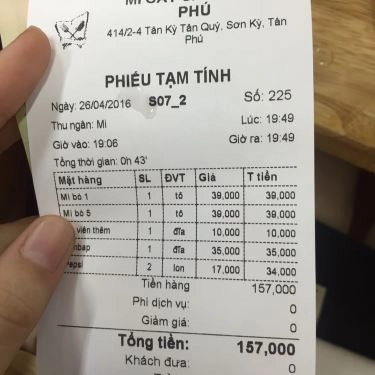 PHÚ
414/2-4 Tân Kỳ Tân Quý, Sơn Kỳ, Tân
Phú
PHIẾU TẠM TÍNH
Ngày: 26/04/2016 S07_2 Số: 225
Thu ngân: Mi Lúc: 19:49
Giờ vào: 19:06 Giờ ra: 19:49
Tổng thời gian: 0h 43'
Mặt hàng SL ĐVT Giá T tiền
Mì bò 1 1 tô 39,000 39,000
Mì bò 5 1 tô 39,000 39,000
viên thêm 1 đĩa 10,000 10,000
1 đĩa 35,000 35,000
2 lon 17,000 34,000
Tiền hàng 157,000
Phí dịch vụ: 0
Giảm giá: 0
Tổng tiền: 157,000
Khách đưa: 0